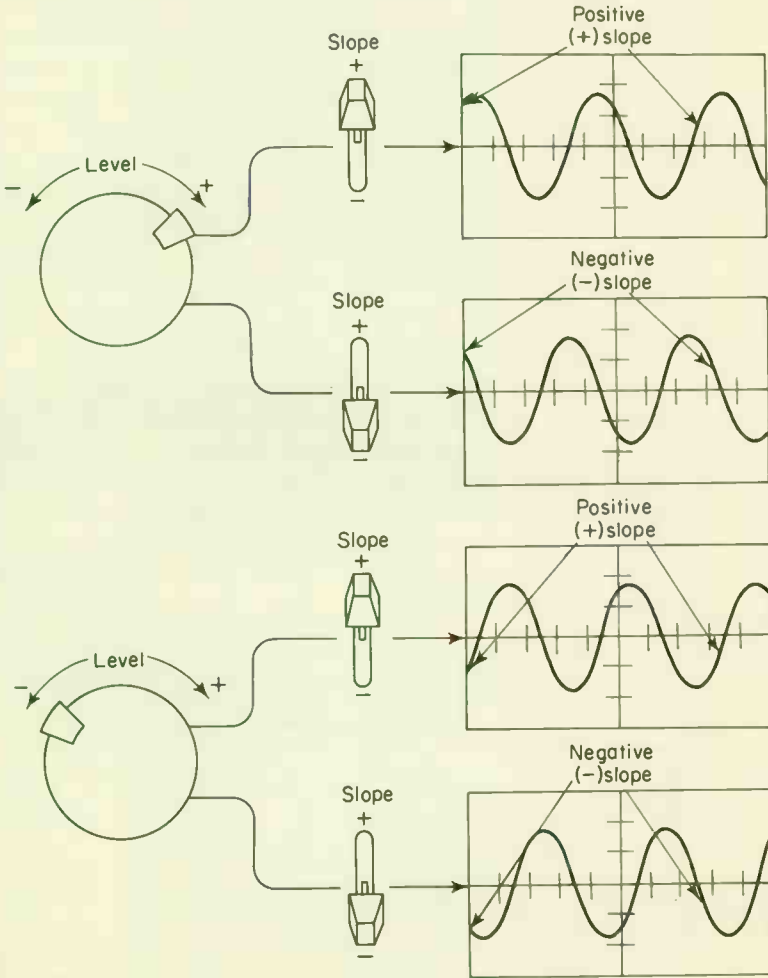 Positive
(+)slope
Slope
+
−
− Level +
Negative
(−)slope
Slope
+
−
Positive
(+)slope
Slope
+
−
− Level +
Negative
(−)slope
Slope
+
−